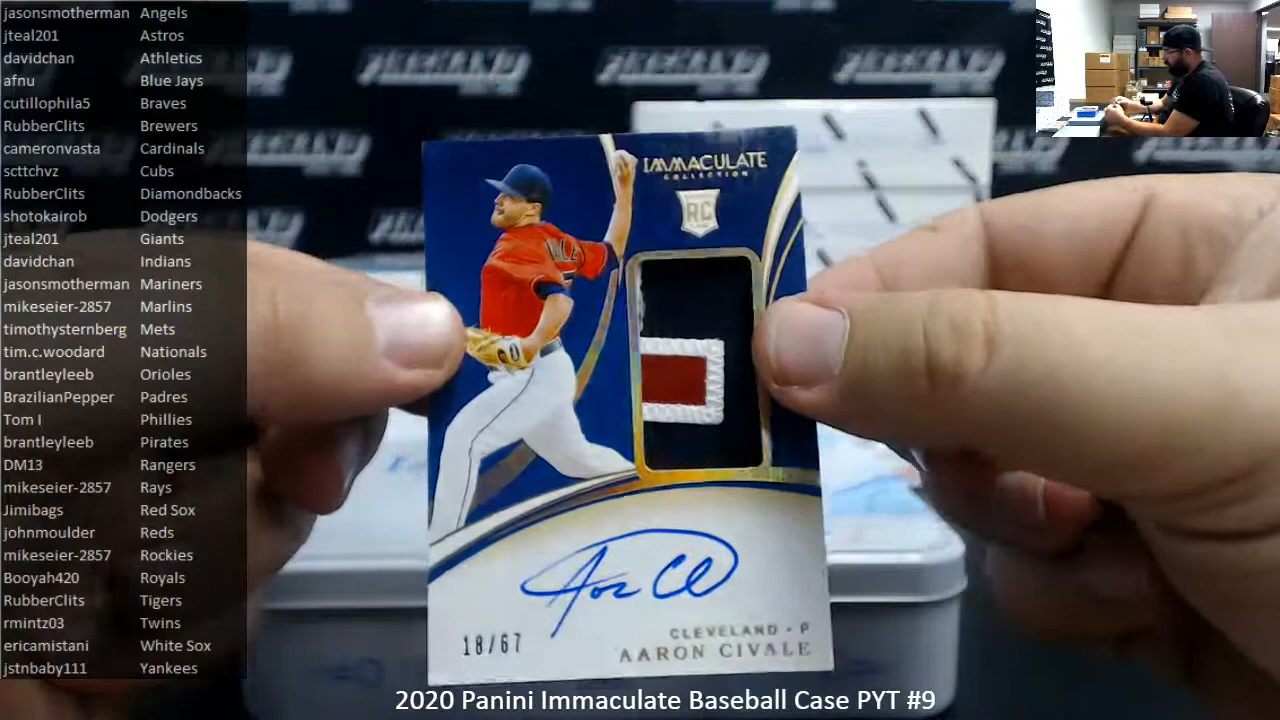 jasonsmotherman Angels
jteal201 Astros
davidchan Athletics
afnu Blue Jays
cutillophila5 Braves
RubberClits Brewers
cameronvasta Cardinals
scttchvz Cubs
RubberClits Diamondbacks
shotokairob Dodgers
jteal201 Giants
davidchan Indians
jasonsmotherman Mariners
mikeseier-2857 Marlins
timothysternberg Mets
tim.c.woodard Nationals
brantleyleeb Orioles
BrazilianPepper Padres
Tom I Phillies
brantleyleeb Pirates
DM13 Rangers
mikeseier-2857 Rays
Jimibags Red Sox
johnmoulder Reds
mikeseier-2857 Rockies
Booyah420 Royals
RubberClits Tigers
rmintz03 Twins
ericamistani White Sox
jstnbaby111 Yankees
IMMACULATE
COLLECTION
RC
18/67
CLEVELAND - P
AARON CIVALE
2020 Panini Immaculate Baseball Case PYT #9